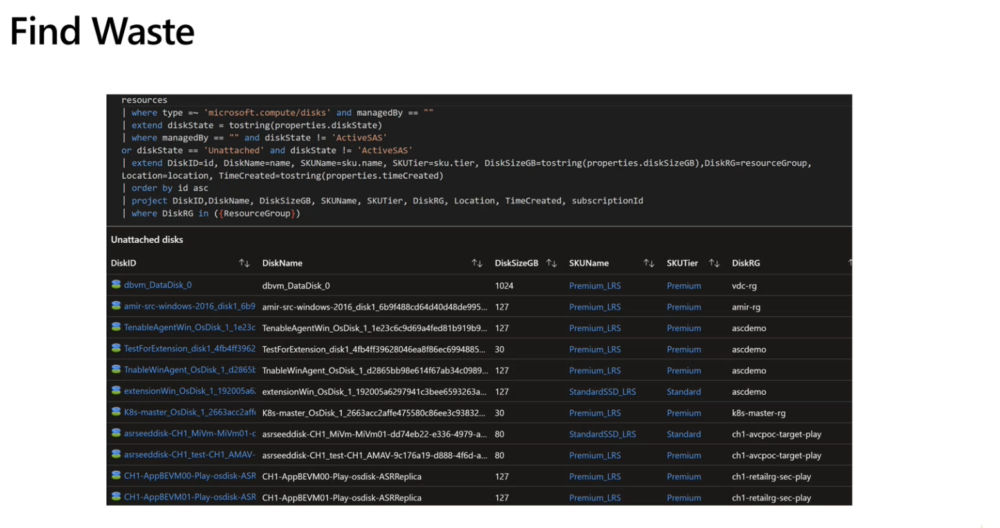 Find Waste
resources
| where type =~ 'microsoft.compute/disks' and managedBy == ""
| extend diskState = tostring(properties.diskState)
| where managedBy == "" and diskState != 'ActiveSAS'
or diskState == 'Unattached' and diskState != 'ActiveSAS'
| extend DiskID=id, DiskName=name, SKUName=sku.name, SKUTier=sku.tier, DiskSizeGB=tostring(properties.diskSizeGB),DiskRG=resourceGroup,
Location=location, TimeCreated=tostring(properties.timeCreated)
| order by id asc
| project DiskID,DiskName, DiskSizeGB, SKUName, SKUTier, DiskRG, Location, TimeCreated, subscriptionId
| where DiskRG in ({ResourceGroup})
Unattached disks
DiskID ↑↓ DiskName ↑↓ DiskSizeGB ↑↓ SKUName ↑↓ SKUTier ↑↓ DiskRG ↑
dbvm_DataDisk_0 dbvm_DataDisk_0 1024 Premium_LRS Premium vdc-rg
amir-src-windows-2016_disk1_6b9 amir-src-windows-2016_disk1_6b9f488cd64d40d48de995... 127 Premium_LRS Premium amir-rg
TenableAgentWin_OsDisk_1_1e23c TenableAgentWin_OsDisk_1_1e23c6c9d69a4fed81b919b9... 127 Premium_LRS Premium ascdemo
TestForExtension_disk1_4fb4ff3962 TestForExtension_disk1_4fb4ff39628046ea8f86ec6994885... 30 Premium_LRS Premium ascdemo
TnableWinAgent_OsDisk_1_d2865b TnableWinAgent_OsDisk_1_d2865bb98e614f67ab34c0989... 127 Premium_LRS Premium ascdemo
extensionWin_OsDisk_1_192005a6 extensionWin_OsDisk_1_192005a6297941c3bee6593263a... 127 StandardSSD_LRS Standard ascdemo
K8s-master_OsDisk_1_2663acc2affe K8s-master_OsDisk_1_2663acc2affe475580c86ee3c93832... 30 Premium_LRS Premium k8s-master-rg
asrseeddisk-CH1_MiVm-MiVm01-d asrseeddisk-CH1_MiVm-MiVm01-dd74eb22-e336-4979-a... 80 StandardSSD_LRS Standard ch1-avcpoc-target-play
asrseeddisk-CH1_test-CH1_AMAV- asrseeddisk-CH1_test-CH1_AMAV-9c176a19-d888-4f6d-a... 80 Premium_LRS Premium ch1-avcpoc-target-play
CH1-AppBEVM00-Play-osdisk-ASR CH1-AppBEVM00-Play-osdisk-ASRReplica 127 Premium_LRS Premium ch1-retailrg-sec-play
CH1-AppBEVM01-Play-osdisk-ASR CH1-AppBEVM01-Play-osdisk-ASRReplica 127 Premium_LRS Premium ch1-retailrg-sec-play